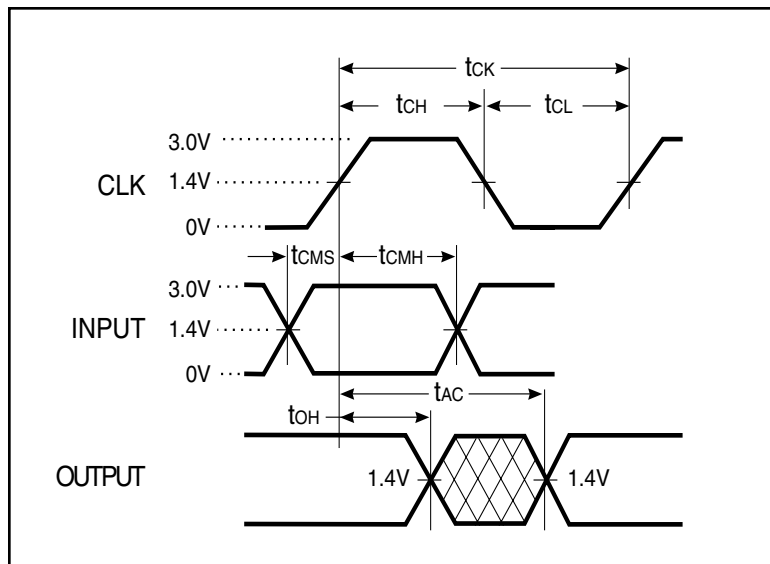 tCK
tCH tCL
3.0V
CLK 1.4V
0V
tCMS tCMH
3.0V
INPUT 1.4V
0V
tAC
tOH
OUTPUT 1.4V 1.4V